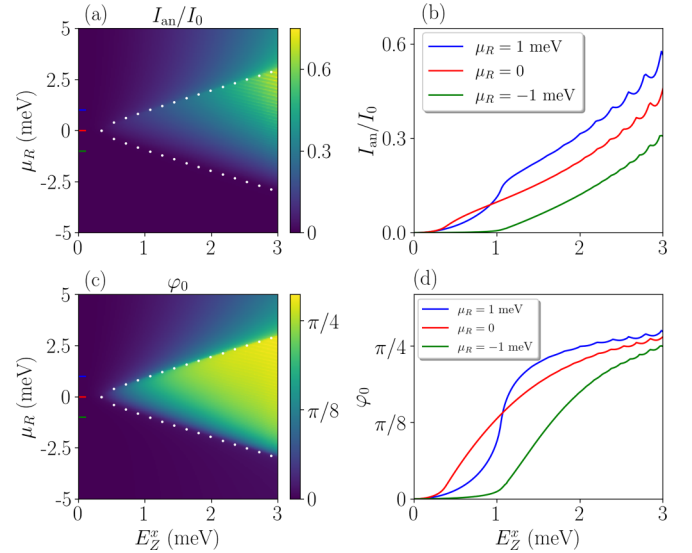 (a) I_an/I_0
5
2.5
0
-2.5
-5
μ_R (meV)
0 1 2 3
0.6
0.3
0
(b)
0.6
0.3
0.0
I_an/I_0
0 1 2 3
μ_R = 1 meV
μ_R = 0
μ_R = −1 meV
(c) φ_0
5
2.5
0
-2.5
-5
μ_R (meV)
0 1 2 3
E_Z^x (meV)
π/4
π/8
0
(d)
π/4
π/8
0
φ_0
μ_R = 1 meV
μ_R = 0
μ_R = −1 meV
0 1 2 3
E_Z^x (meV)